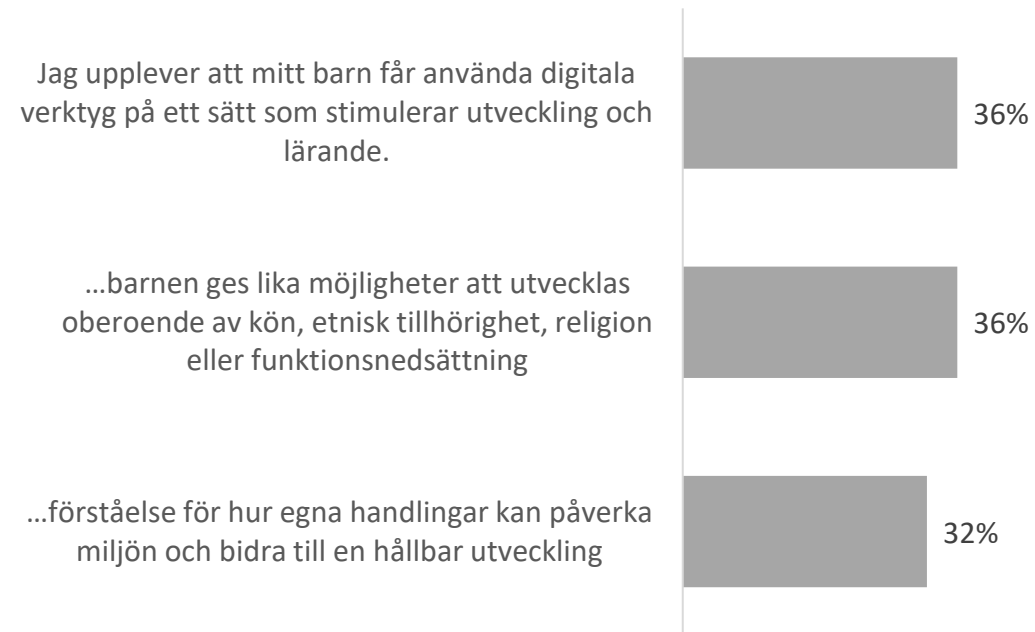 Jag upplever att mitt barn får använda digitala
verktyg på ett sätt som stimulerar utveckling och
lärande.
36%
…barnen ges lika möjligheter att utvecklas
oberoende av kön, etnisk tillhörighet, religion
eller funktionsnedsättning
36%
…förståelse för hur egna handlingar kan påverka
miljön och bidra till en hållbar utveckling
32%